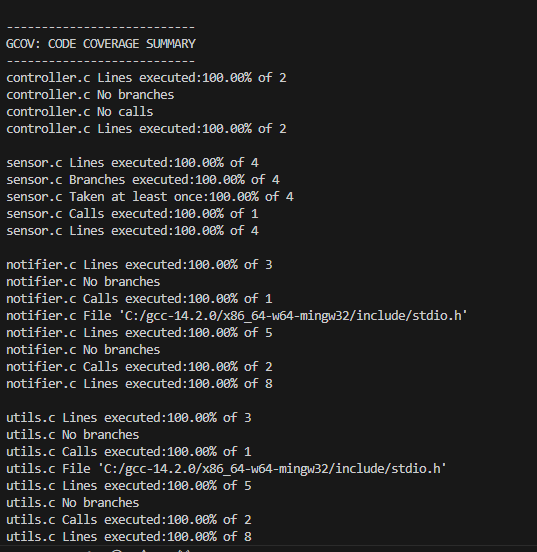 ---------------------------
GCOV: CODE COVERAGE SUMMARY
---------------------------
controller.c Lines executed:100.00% of 2
controller.c No branches
controller.c No calls
controller.c Lines executed:100.00% of 2
sensor.c Lines executed:100.00% of 4
sensor.c Branches executed:100.00% of 4
sensor.c Taken at least once:100.00% of 4
sensor.c Calls executed:100.00% of 1
sensor.c Lines executed:100.00% of 4
notifier.c Lines executed:100.00% of 3
notifier.c No branches
notifier.c Calls executed:100.00% of 1
notifier.c File 'C:/gcc-14.2.0/x86_64-w64-mingw32/include/stdio.h'
notifier.c Lines executed:100.00% of 5
notifier.c No branches
notifier.c Calls executed:100.00% of 2
notifier.c Lines executed:100.00% of 8
utils.c Lines executed:100.00% of 3
utils.c No branches
utils.c Calls executed:100.00% of 1
utils.c File 'C:/gcc-14.2.0/x86_64-w64-mingw32/include/stdio.h'
utils.c Lines executed:100.00% of 5
utils.c No branches
utils.c Calls executed:100.00% of 2
utils.c Lines executed:100.00% of 8